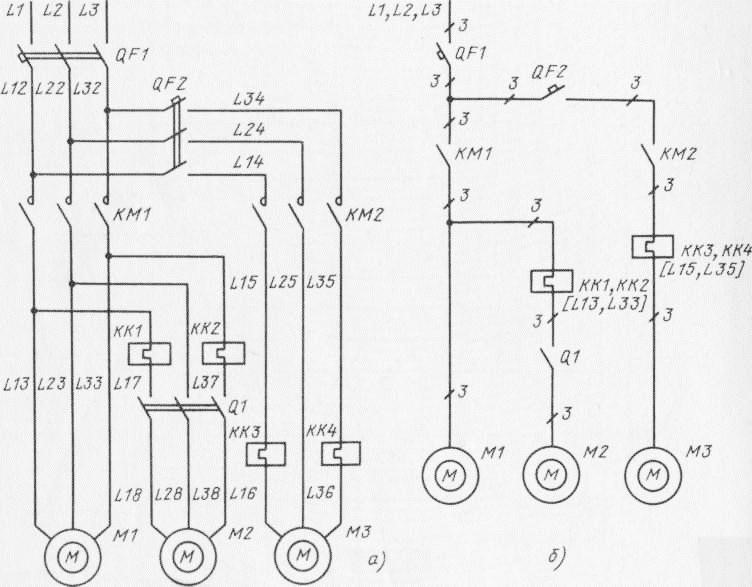 L1 L2 L3
QF1
L12 L22 L32
QF2
L34
L24
L14
KM1
KM2
L15 L25 L35
KK1
KK2
L13 L23 L33 L17 L37
Q1
KK3
KK4
L18 L28 L38 L16 L36
M1
M2
M3
M
M
M
а)
L1, L2, L3
3
QF1
3
QF2
3
3
3
KM1
KM2
3
3
3
KK3, KK4
[L15, L35]
KK1, KK2
[L13, L33]
3
3
Q1
3
3
M1
M2
M3
M
M
M
б)